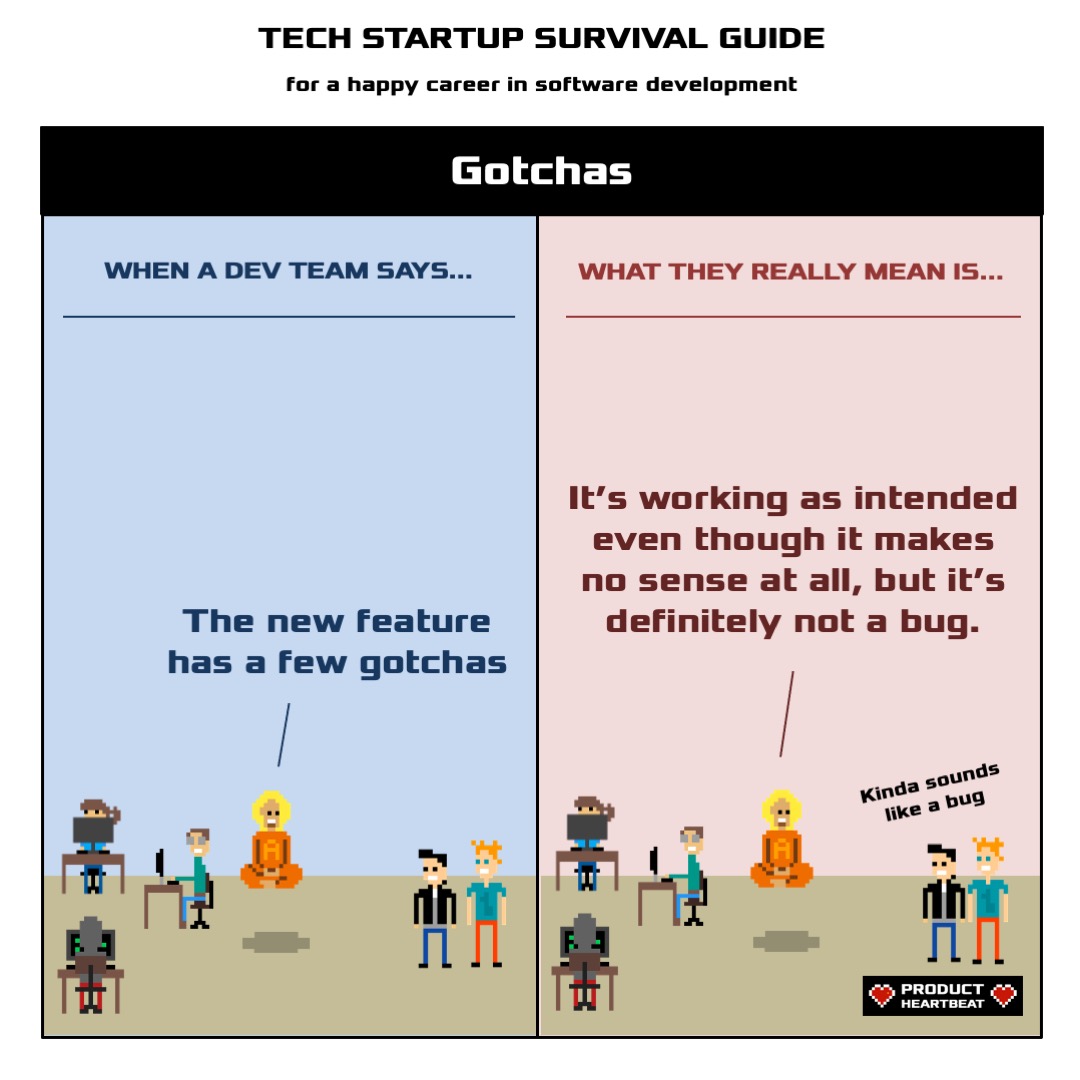 TECH STARTUP SURVIVAL GUIDE
for a happy career in software development
Gotchas
WHEN A DEV TEAM SAYS...
The new feature
has a few gotchas
WHAT THEY REALLY MEAN IS...
It's working as intended
even though it makes
no sense at all, but it's
definitely not a bug.
Kinda sounds
like a bug
PRODUCT
HEARTBEAT